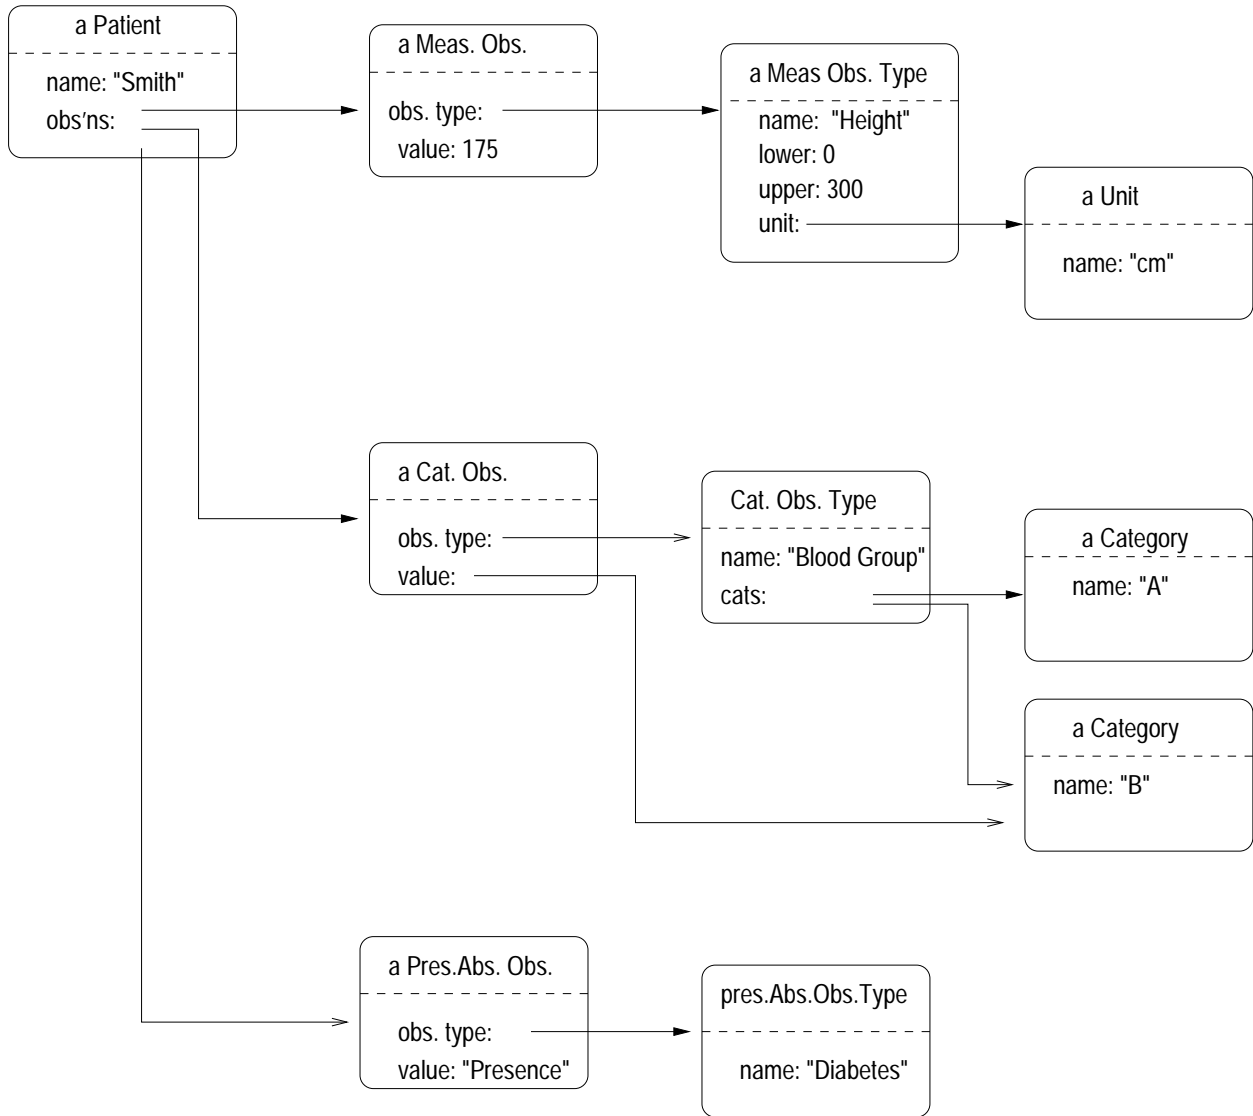 a Patient
name: "Smith"
obs'ns:
a Meas. Obs.
obs. type:
value: 175
a Meas Obs. Type
name: "Height"
lower: 0
upper: 300
unit:
a Unit
name: "cm"
a Cat. Obs.
obs. type:
value:
Cat. Obs. Type
name: "Blood Group"
cats:
a Category
name: "A"
a Category
name: "B"
a Pres.Abs. Obs.
obs. type:
value: "Presence"
pres.Abs.Obs.Type
name: "Diabetes"